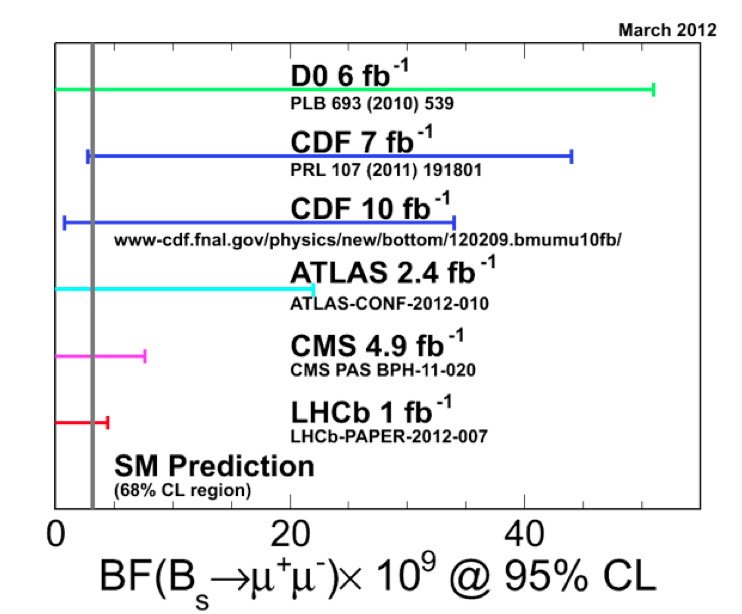 March 2012
D0 6 fb⁻¹
PLB 693 (2010) 539
CDF 7 fb⁻¹
PRL 107 (2011) 191801
CDF 10 fb⁻¹
www-cdf.fnal.gov/physics/new/bottom/120209.bmumu10fb/
ATLAS 2.4 fb⁻¹
ATLAS-CONF-2012-010
CMS 4.9 fb⁻¹
CMS PAS BPH-11-020
LHCb 1 fb⁻¹
LHCb-PAPER-2012-007
SM Prediction
(68% CL region)
0 20 40
BF(Bₛ→μ⁺μ⁻)× 10⁹ @ 95% CL